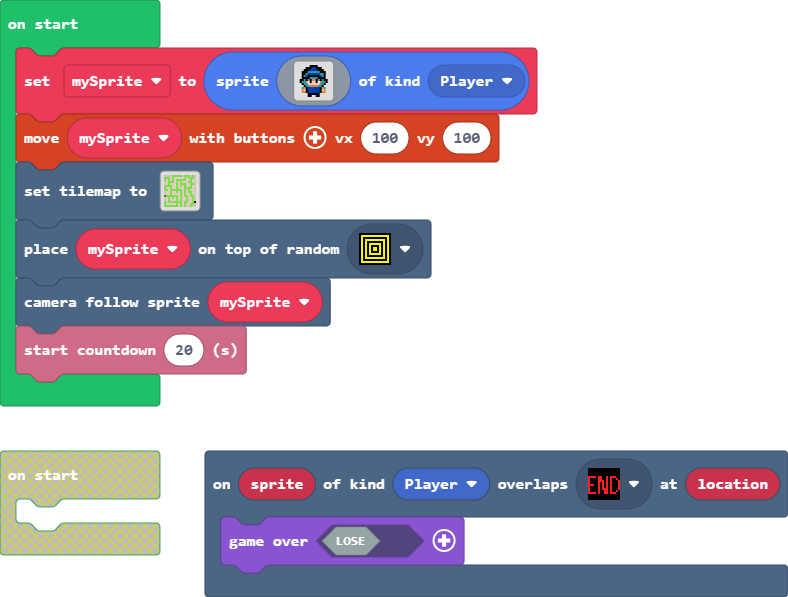 on start
set mySprite to sprite of kind Player
move mySprite with buttons vx 100 vy 100
set tilemap to
place mySprite on top of random
camera follow sprite mySprite
start countdown 20 (s)
on start
on sprite of kind Player overlaps END at location
game over LOSE